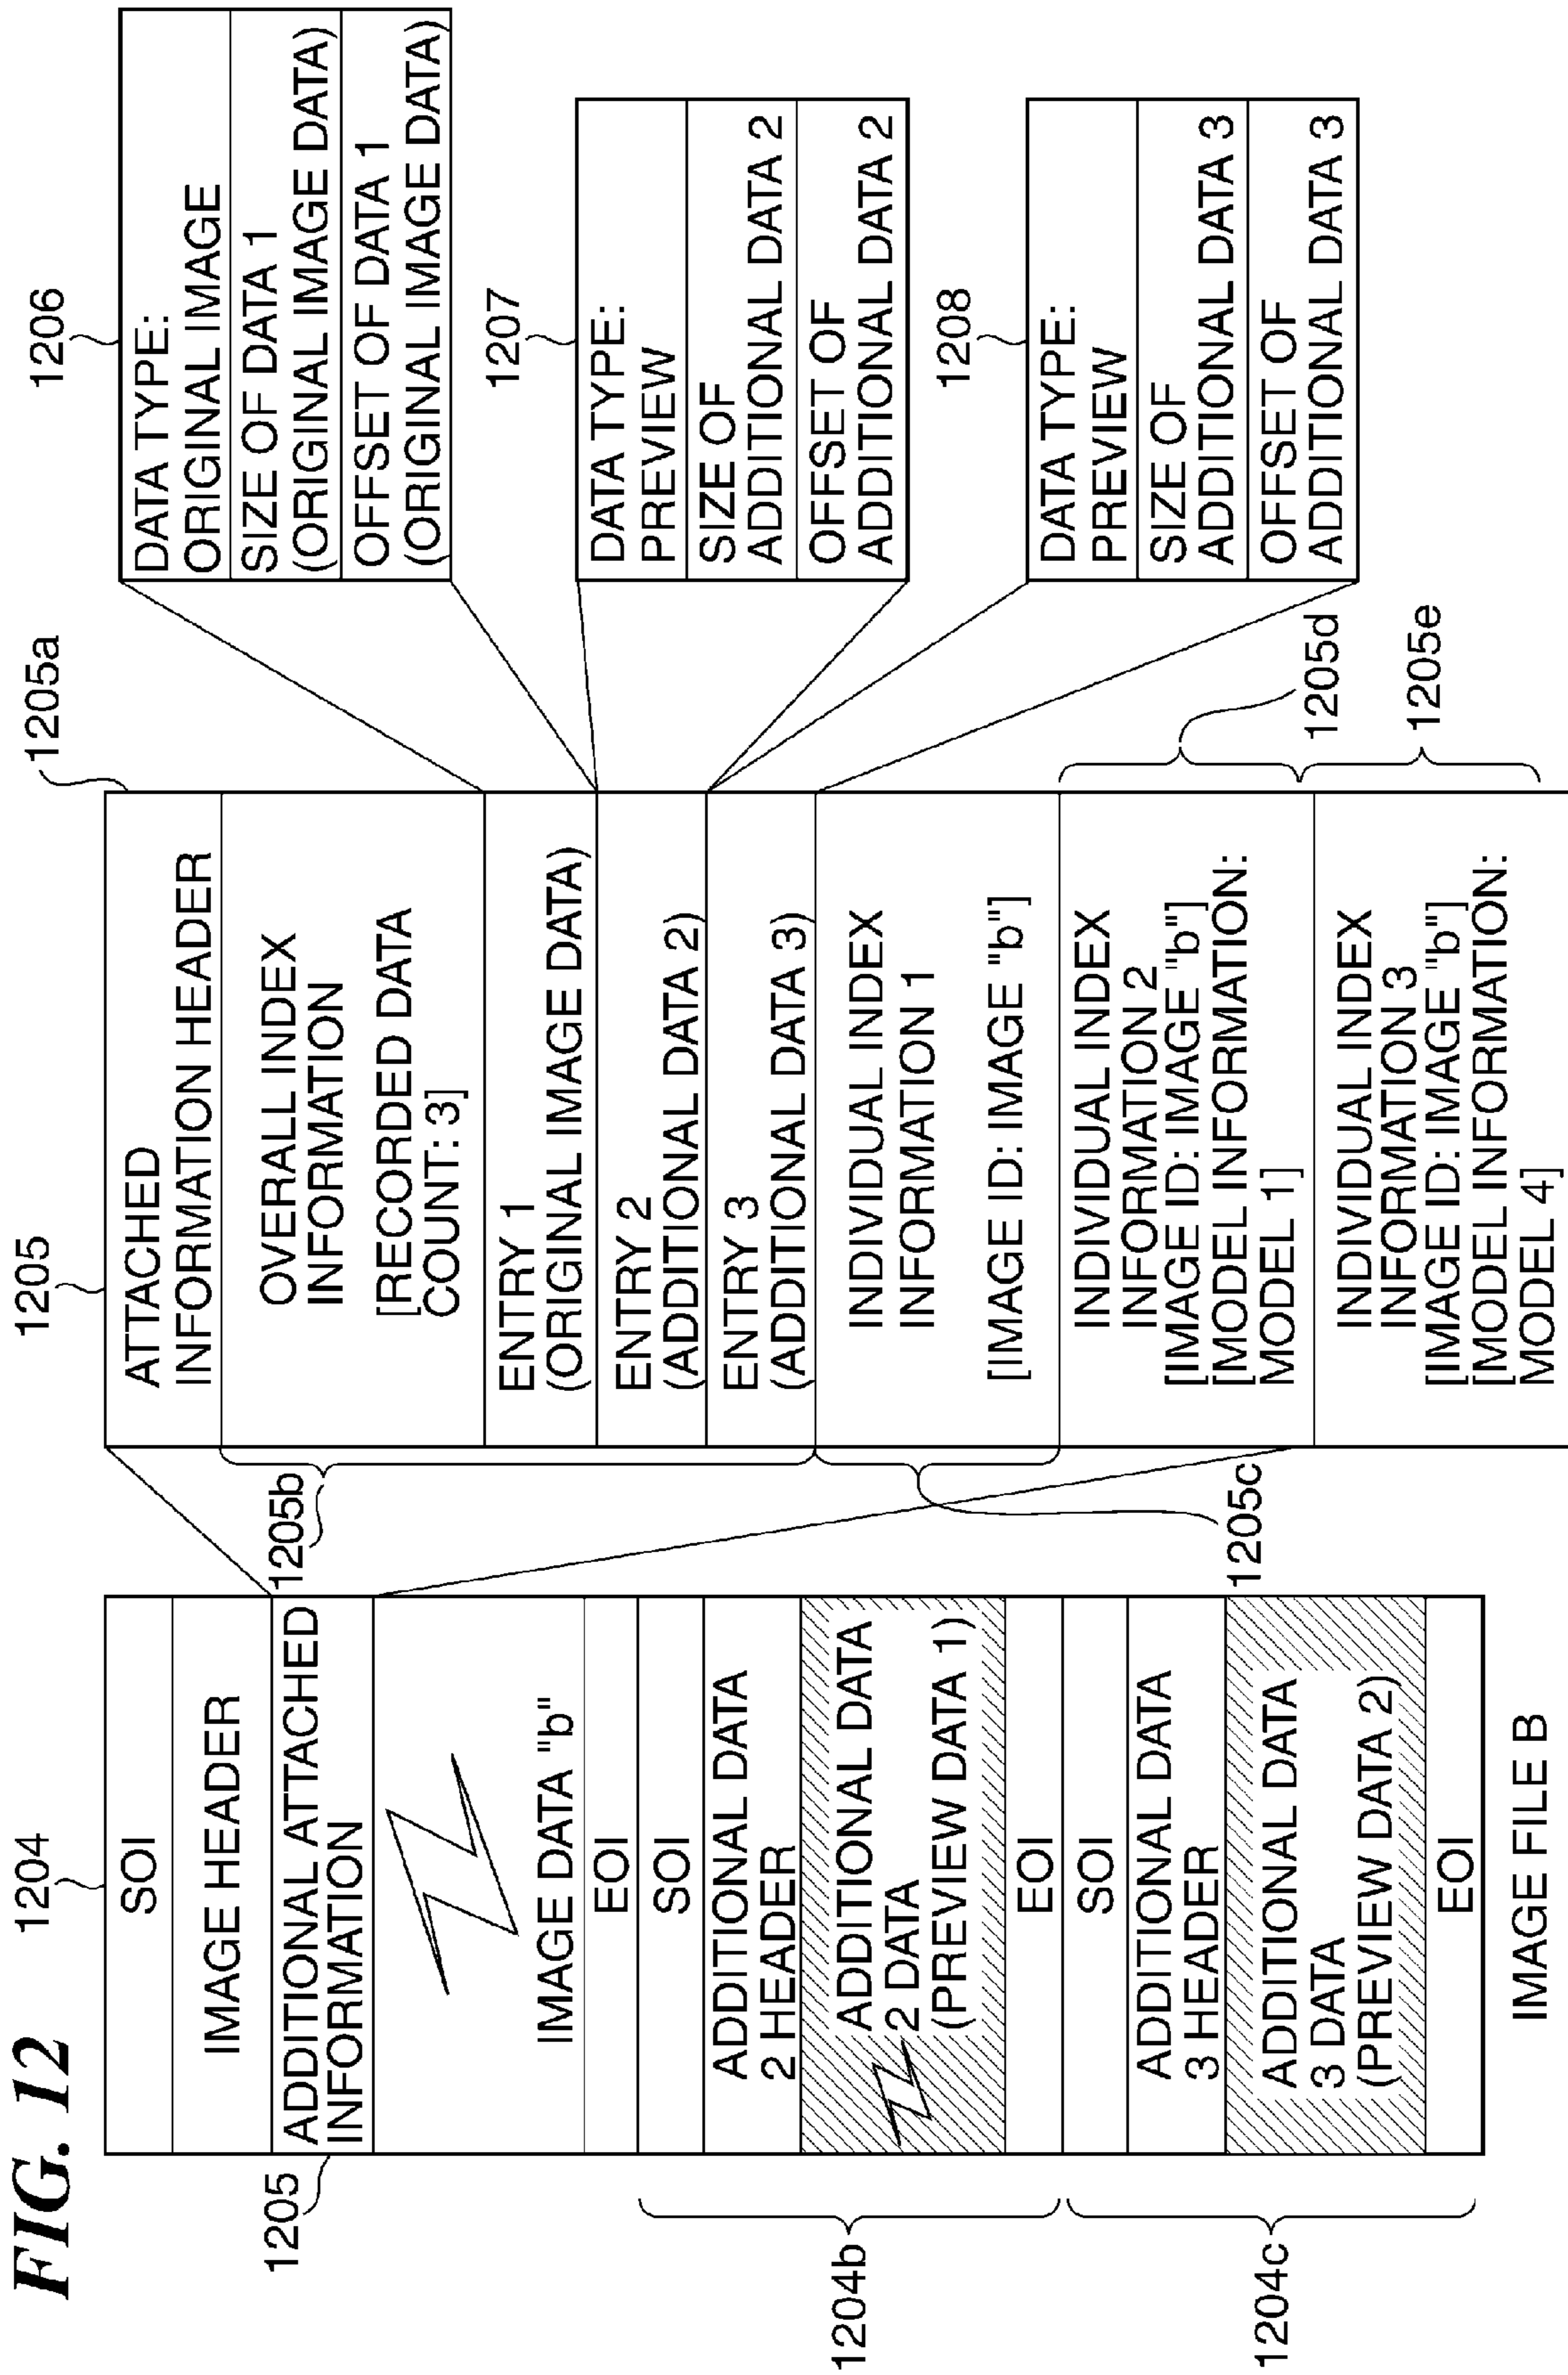 FIG. 12
1204
SOI
IMAGE HEADER
ADDITIONAL ATTACHED
INFORMATION
1205
IMAGE DATA "b"
EOI
SOI
ADDITIONAL DATA
2 HEADER
ADDITIONAL DATA
2 DATA
(PREVIEW DATA 1)
EOI
1204b
SOI
ADDITIONAL DATA
3 HEADER
ADDITIONAL DATA
3 DATA
(PREVIEW DATA 2)
EOI
1204c
IMAGE FILE B
1205
1205a
ATTACHED
INFORMATION HEADER
OVERALL INDEX
INFORMATION
[RECORDED DATA
COUNT: 3]
1205b
ENTRY 1
(ORIGINAL IMAGE DATA)
ENTRY 2
(ADDITIONAL DATA 2)
ENTRY 3
(ADDITIONAL DATA 3)
INDIVIDUAL INDEX
INFORMATION 1
[IMAGE ID: IMAGE "b"]
1205c
INDIVIDUAL INDEX
INFORMATION 2
[IMAGE ID: IMAGE "b"]
[MODEL INFORMATION:
MODEL 1]
1205d
INDIVIDUAL INDEX
INFORMATION 3
[IMAGE ID: IMAGE "b"]
[MODEL INFORMATION:
MODEL 4]
1205e
1206
DATA TYPE:
ORIGINAL IMAGE
SIZE OF DATA 1
(ORIGINAL IMAGE DATA)
OFFSET OF DATA 1
(ORIGINAL IMAGE DATA)
1207
DATA TYPE:
PREVIEW
SIZE OF
ADDITIONAL DATA 2
OFFSET OF
ADDITIONAL DATA 2
1208
DATA TYPE:
PREVIEW
SIZE OF
ADDITIONAL DATA 3
OFFSET OF
ADDITIONAL DATA 3